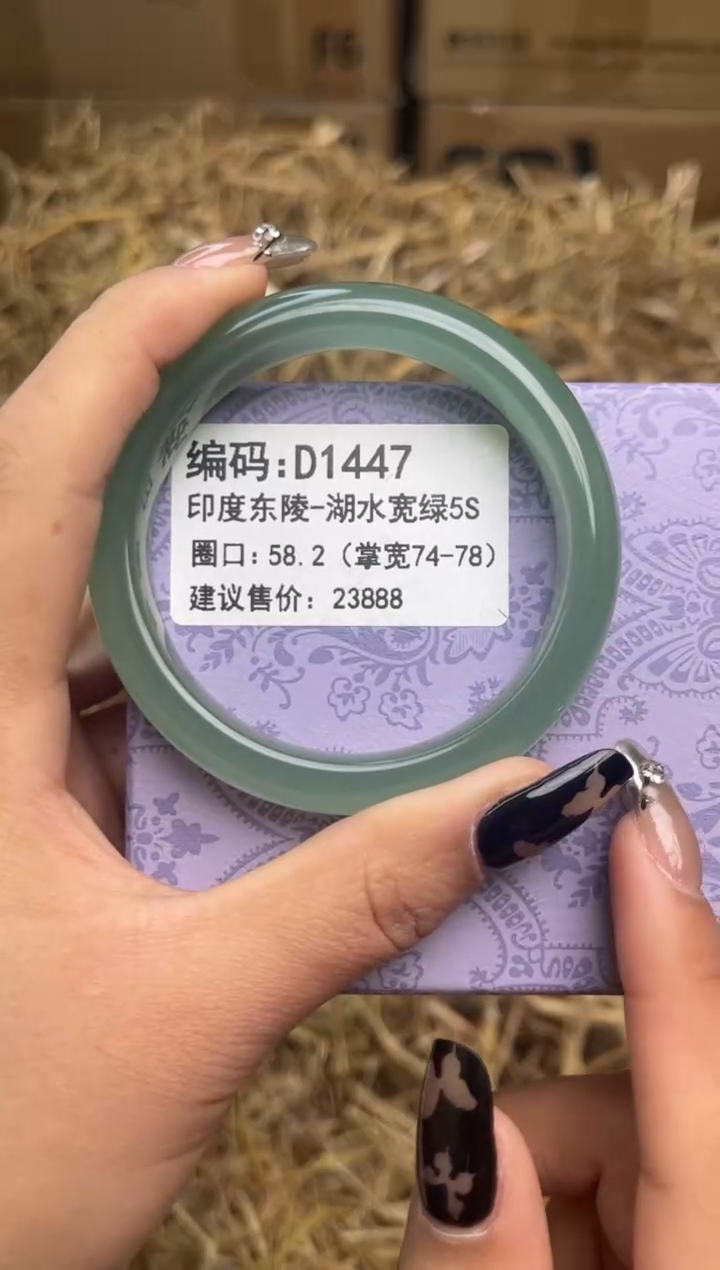 编码:D1447
印度东陵-湖水宽绿5S
圈口: 58.2（掌宽74-78）
建议售价: 23888